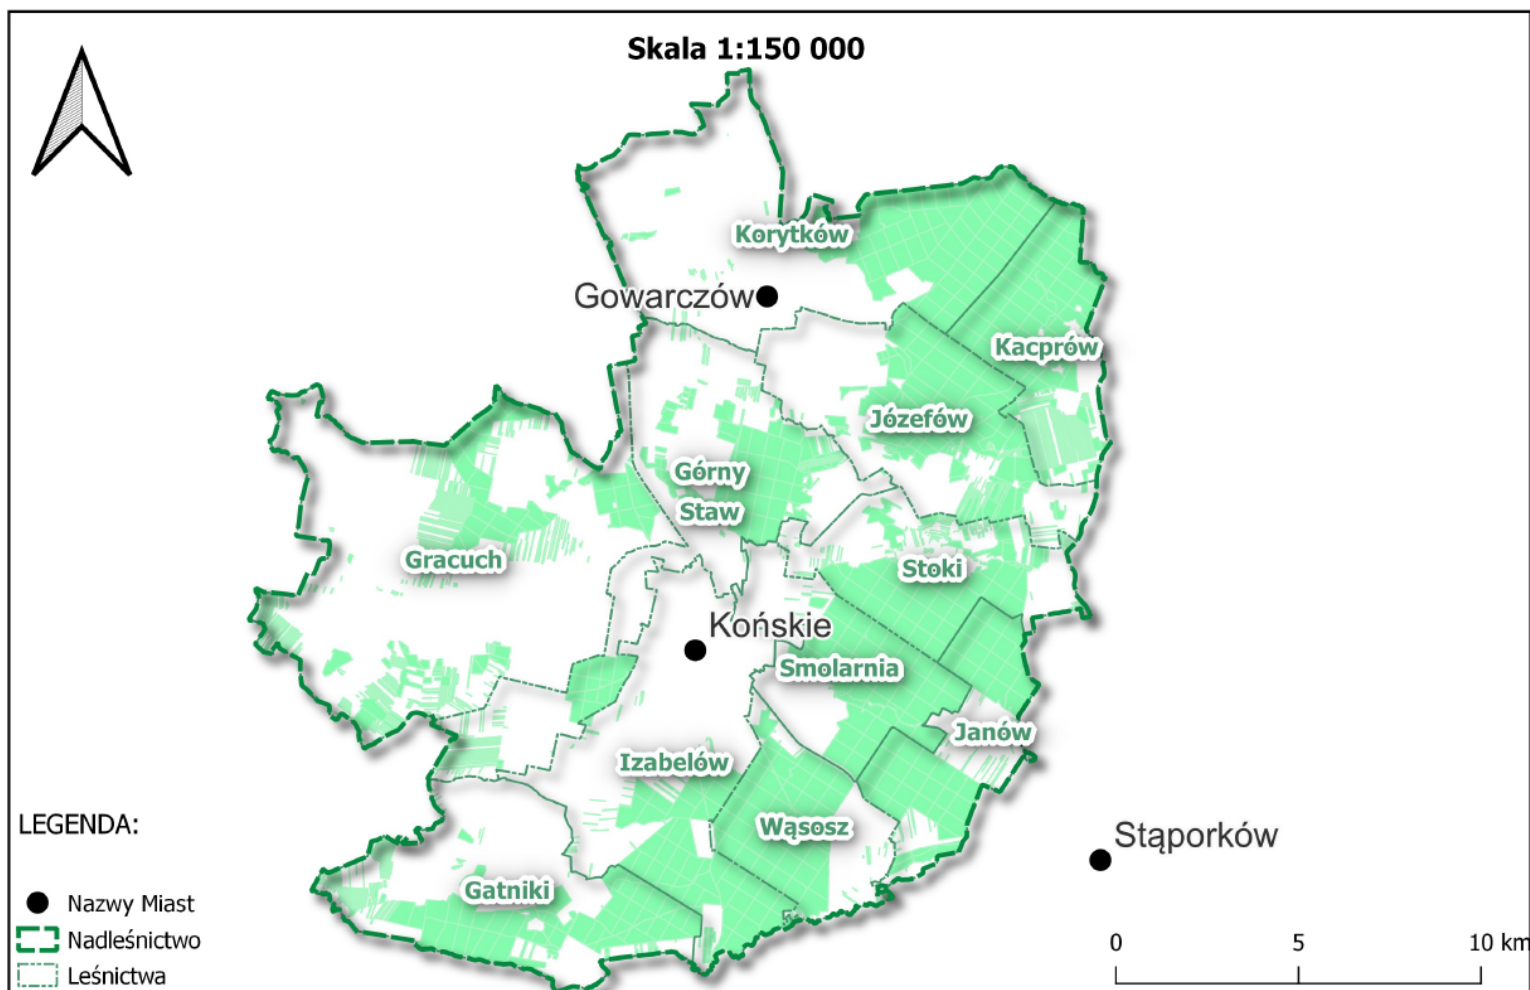 Skala 1:150 000
Korytków
Gowarczów
Kacprów
Józefów
Górny
Staw
Gracuch
Stoki
Końskie
Smolarnia
Janów
Izabelów
Wąsosz
Stąporków
Gatniki
LEGENDA:
Nazwy Miast
Nadleśnictwo
Leśnictwa
0 5 10 km